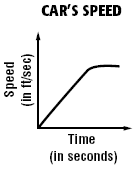 CAR'S SPEED
Speed
(in ft/sec)
Time
(in seconds)